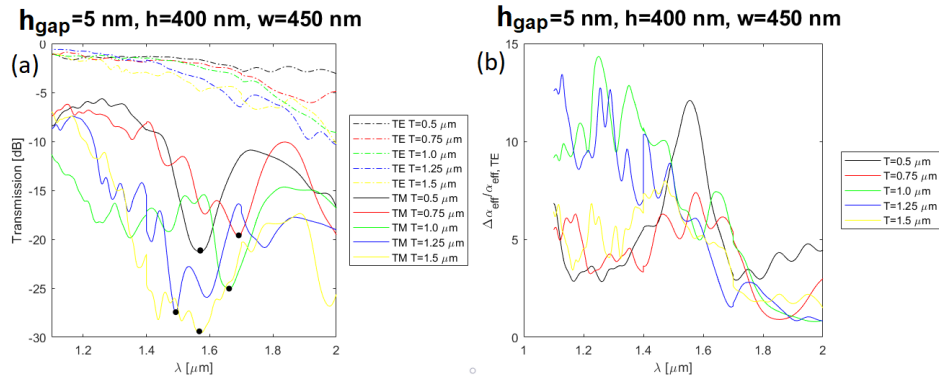 h_gap=5 nm, h=400 nm, w=450 nm
(a)
Transmission [dB]
0
-5
-10
-15
-20
-25
-30
1.2
1.4
1.6
1.8
2
λ [μm]
TE T=0.5 μm
TE T=0.75 μm
TE T=1.0 μm
TE T=1.25 μm
TE T=1.5 μm
TM T=0.5 μm
TM T=0.75 μm
TM T=1.0 μm
TM T=1.25 μm
TM T=1.5 μm
h_gap=5 nm, h=400 nm, w=450 nm
(b)
Δ α_eff/α_eff, TE
15
10
5
0
1
1.2
1.4
1.6
1.8
2
λ [μm]
T=0.5 μm
T=0.75 μm
T=1.0 μm
T=1.25 μm
T=1.5 μm